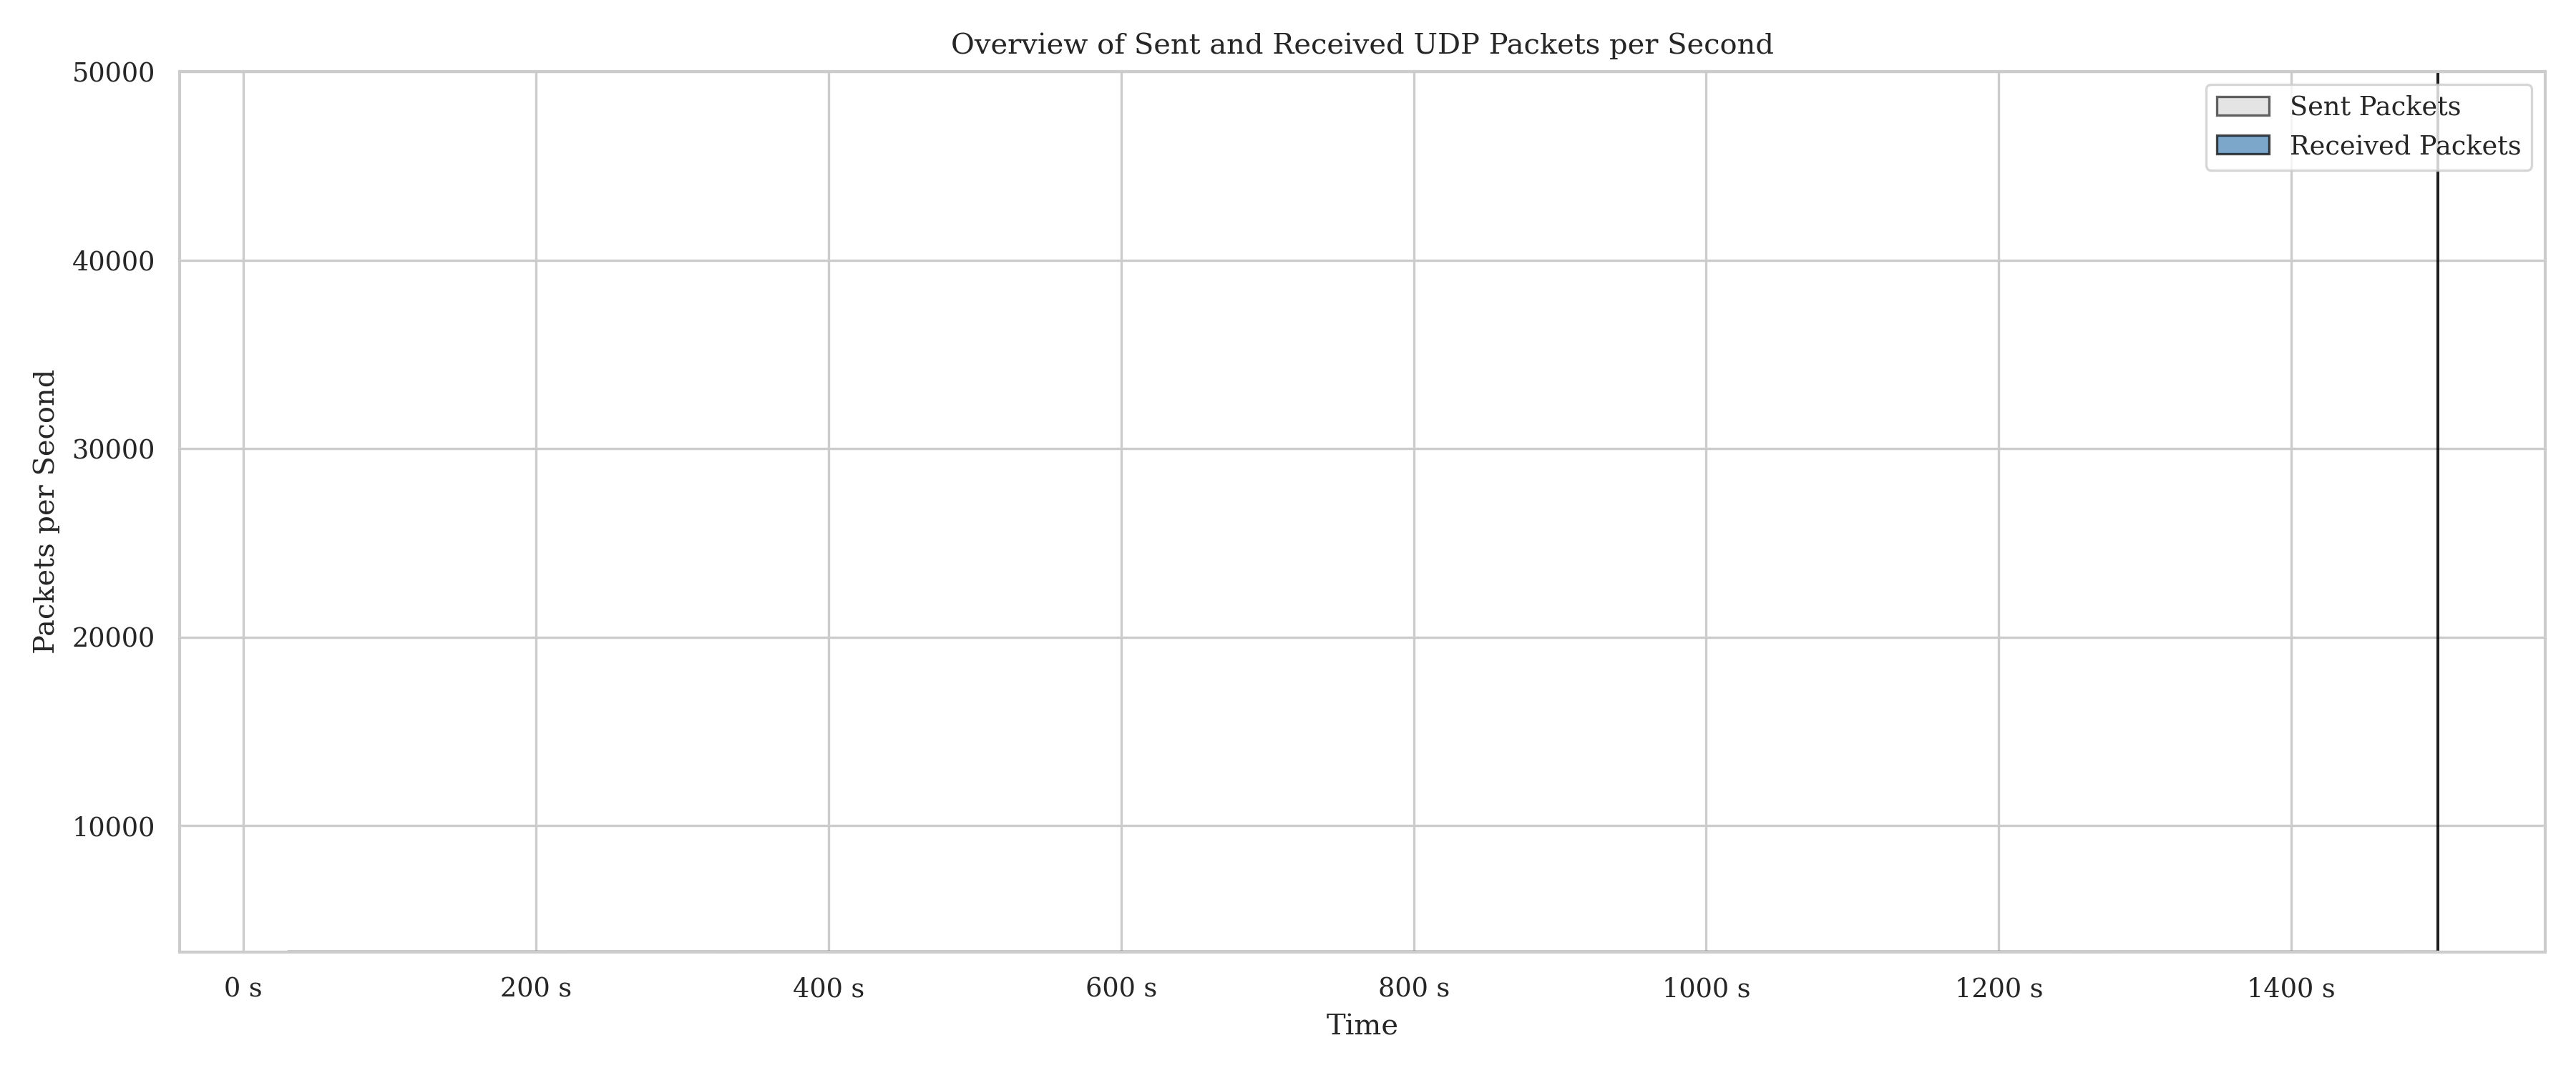 Overview of Sent and Received UDP Packets per Second
50000
40000
30000
20000
10000
Packets per Second
Sent Packets
Received Packets
0 s
200 s
400 s
600 s
800 s
1000 s
1200 s
1400 s
Time